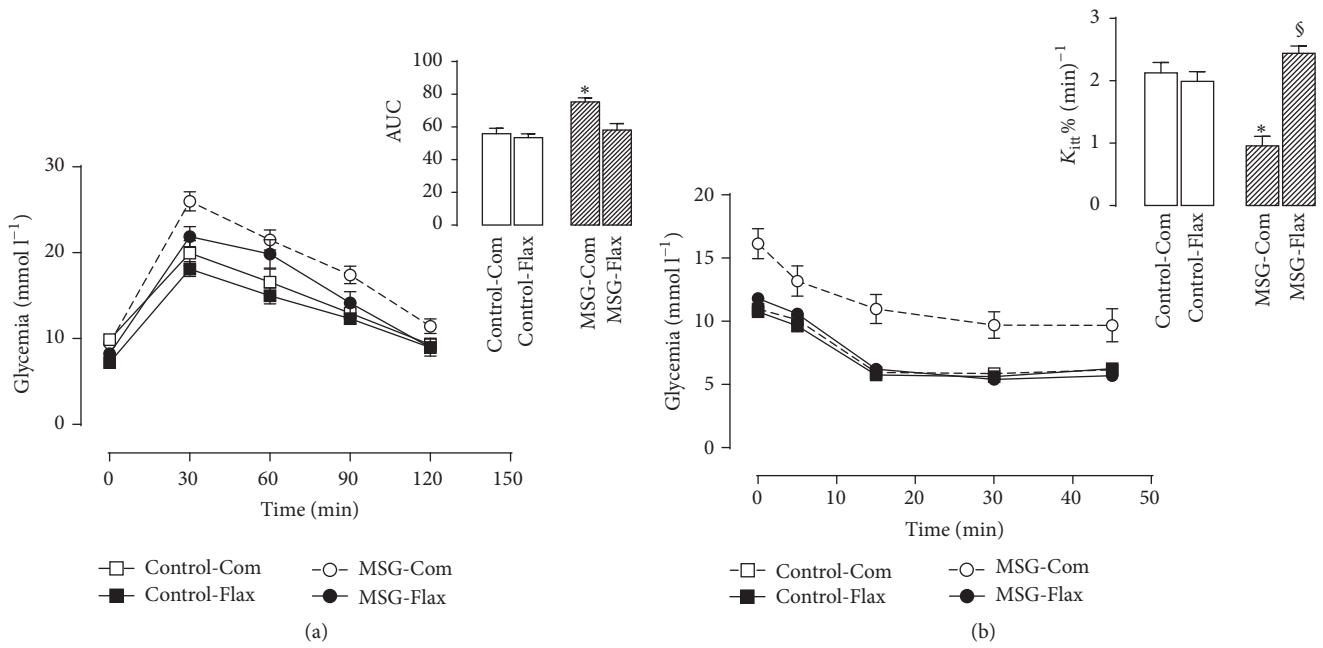 100
80
60
40
20
0
AUC
*
Control-Com
Control-Flax
MSG-Com
MSG-Flax
30
20
10
0
Glycemia (mmol l⁻¹)
0 30 60 90 120 150
Time (min)
Control-Com MSG-Com
Control-Flax MSG-Flax
(a)
3
2
1
0
K_itt % (min)⁻¹
*
§
Control-Com
Control-Flax
MSG-Com
MSG-Flax
20
15
10
5
0
Glycemia (mmol l⁻¹)
0 10 20 30 40 50
Time (min)
Control-Com MSG-Com
Control-Flax MSG-Flax
(b)